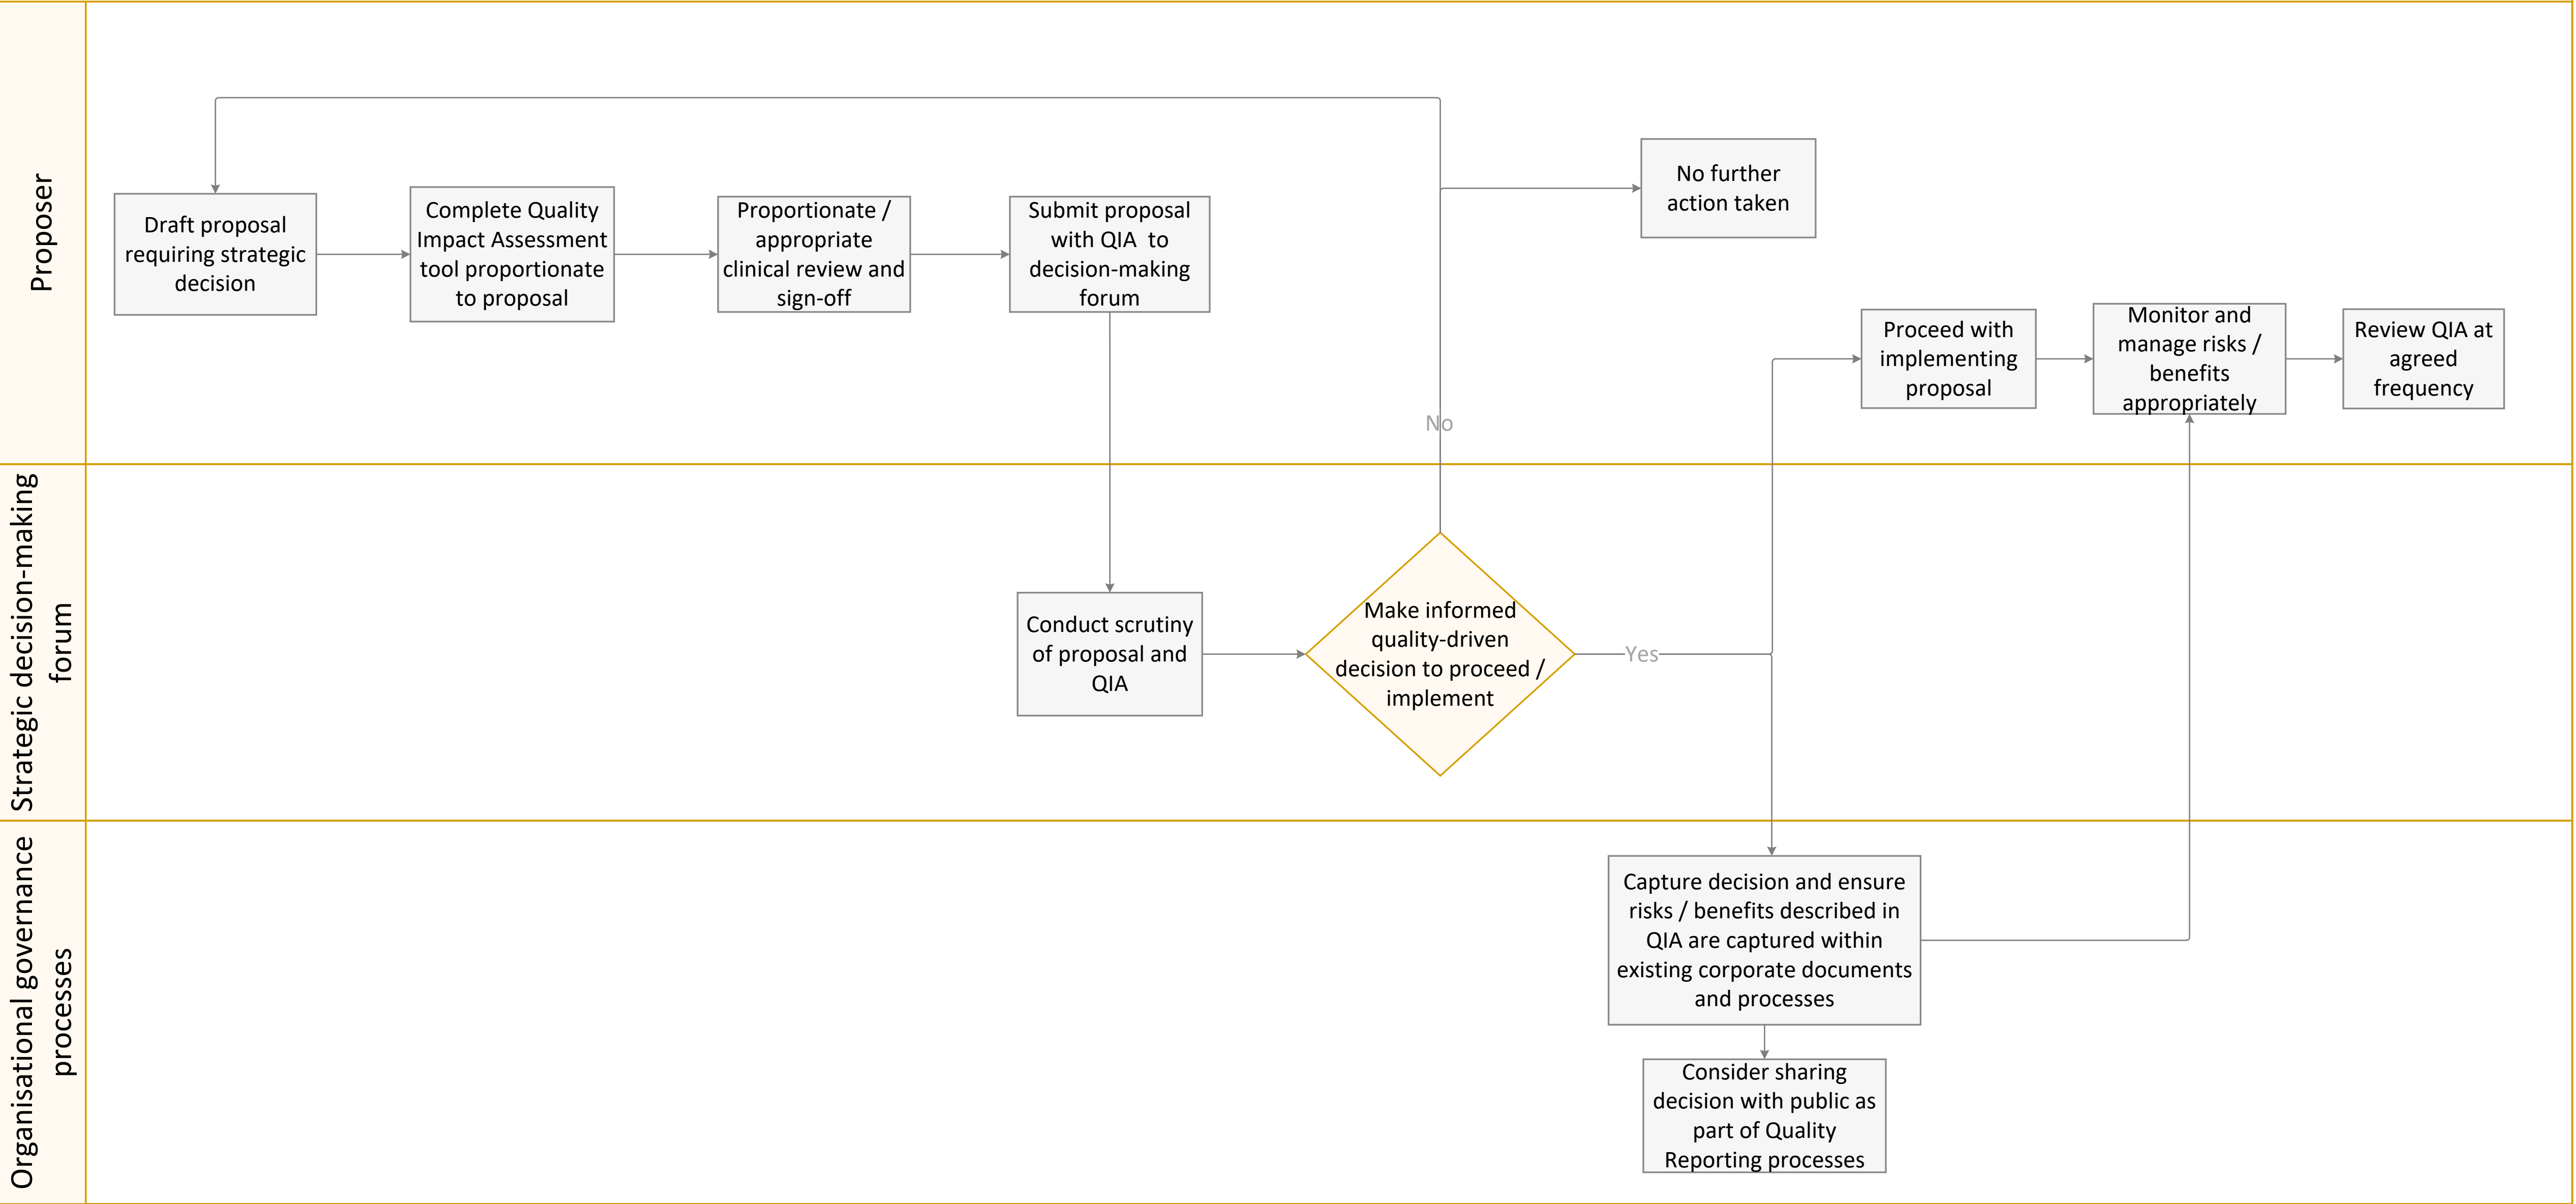 Proposer
Draft proposal
requiring strategic
decision
Complete Quality
Impact Assessment
tool proportionate
to proposal
Proportionate /
appropriate
clinical review and
sign-off
Submit proposal
with QIA to
decision-making
forum
No further
action taken
Proceed with
implementing
proposal
Monitor and
manage risks /
benefits
appropriately
Review QIA at
agreed
frequency
No
Strategic decision-making
forum
Conduct scrutiny
of proposal and
QIA
Make informed
quality-driven
decision to proceed /
implement
Yes
Organisational governance
processes
Capture decision and ensure
risks / benefits described in
QIA are captured within
existing corporate documents
and processes
Consider sharing
decision with public as
part of Quality
Reporting processes